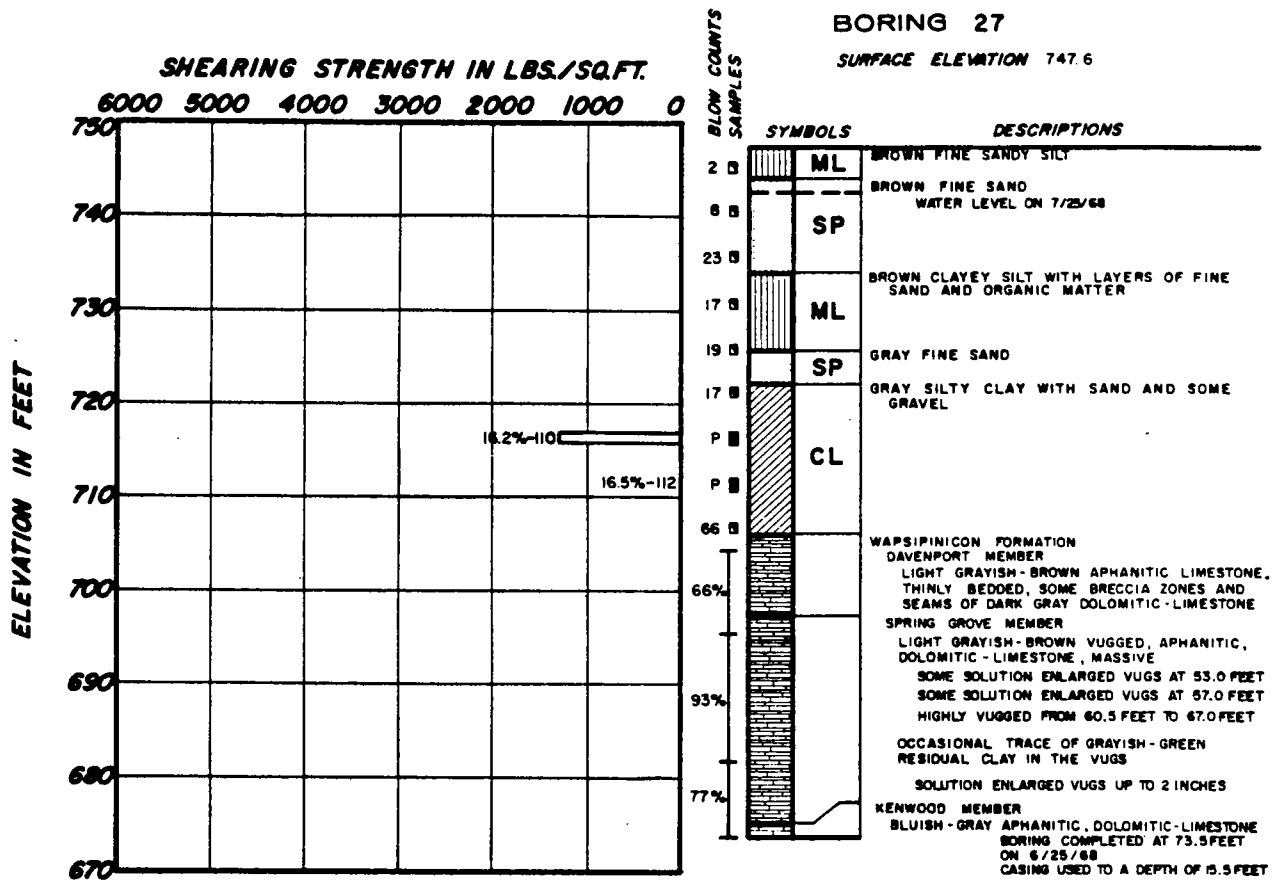 BORING 27
SURFACE ELEVATION 747.6
SHEARING STRENGTH IN LBS./SQ.FT.
6000 5000 4000 3000 2000 1000 0
BLOW COUNTS
SAMPLES
SYMBOLS
DESCRIPTIONS
ELEVATION IN FEET
750
740
730
720
710
700
690
680
670
16.2%-110
16.5%-112
2
6
23
17
19
17
P
P
66
66%
93%
77%
ML
SP
ML
SP
CL
BROWN FINE SANDY SILT
BROWN FINE SAND
WATER LEVEL ON 7/25/68
BROWN CLAYEY SILT WITH LAYERS OF FINE
SAND AND ORGANIC MATTER
GRAY FINE SAND
GRAY SILTY CLAY WITH SAND AND SOME
GRAVEL
WAPSIPINICON FORMATION
DAVENPORT MEMBER
LIGHT GRAYISH-BROWN APHANITIC LIMESTONE,
THINLY BEDDED, SOME BRECCIA ZONES AND
SEAMS OF DARK GRAY DOLOMITIC-LIMESTONE
SPRING GROVE MEMBER
LIGHT GRAYISH-BROWN VUGGED, APHANITIC,
DOLOMITIC-LIMESTONE, MASSIVE
SOME SOLUTION ENLARGED VUGS AT 53.0 FEET
SOME SOLUTION ENLARGED VUGS AT 57.0 FEET
HIGHLY VUGGED FROM 60.5 FEET TO 67.0 FEET
OCCASIONAL TRACE OF GRAYISH-GREEN
RESIDUAL CLAY IN THE VUGS
SOLUTION ENLARGED VUGS UP TO 2 INCHES
KENWOOD MEMBER
BLUISH-GRAY APHANITIC, DOLOMITIC-LIMESTONE
BORING COMPLETED AT 73.5 FEET
ON 6/25/68
CASING USED TO A DEPTH OF 15.5 FEET